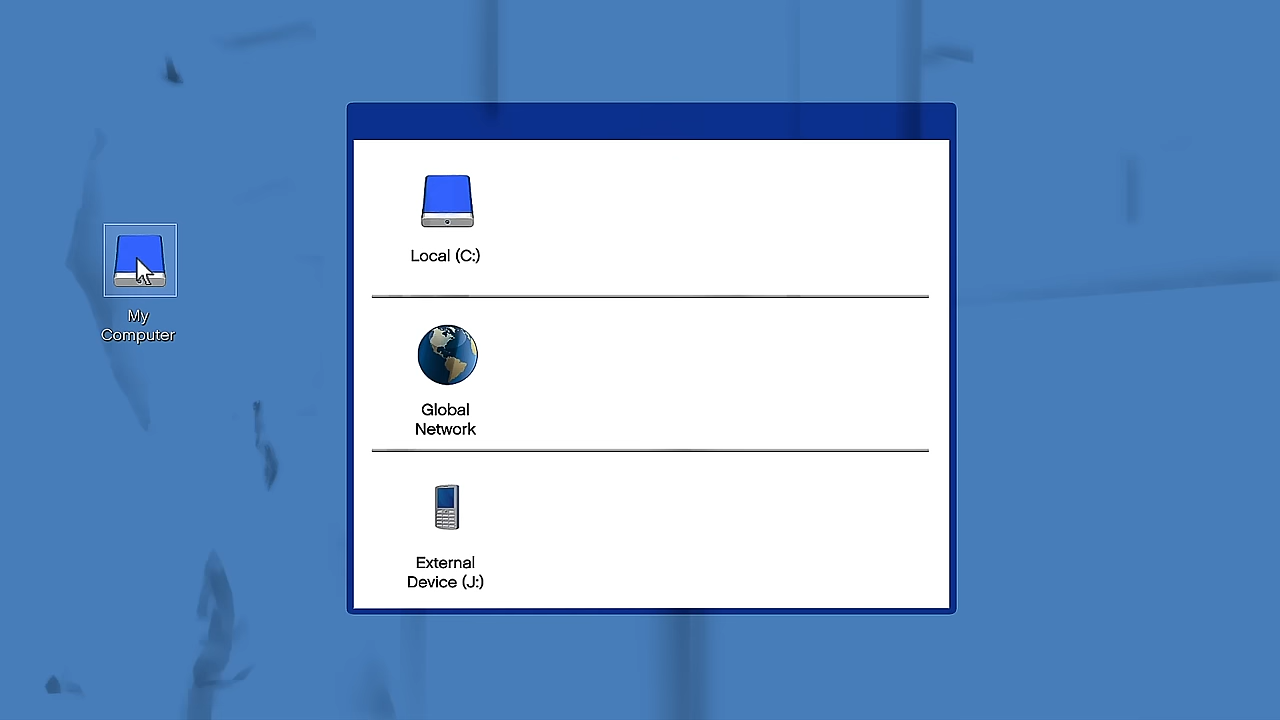 My
Computer
Local (C:)
Global
Network
External
Device (J:)